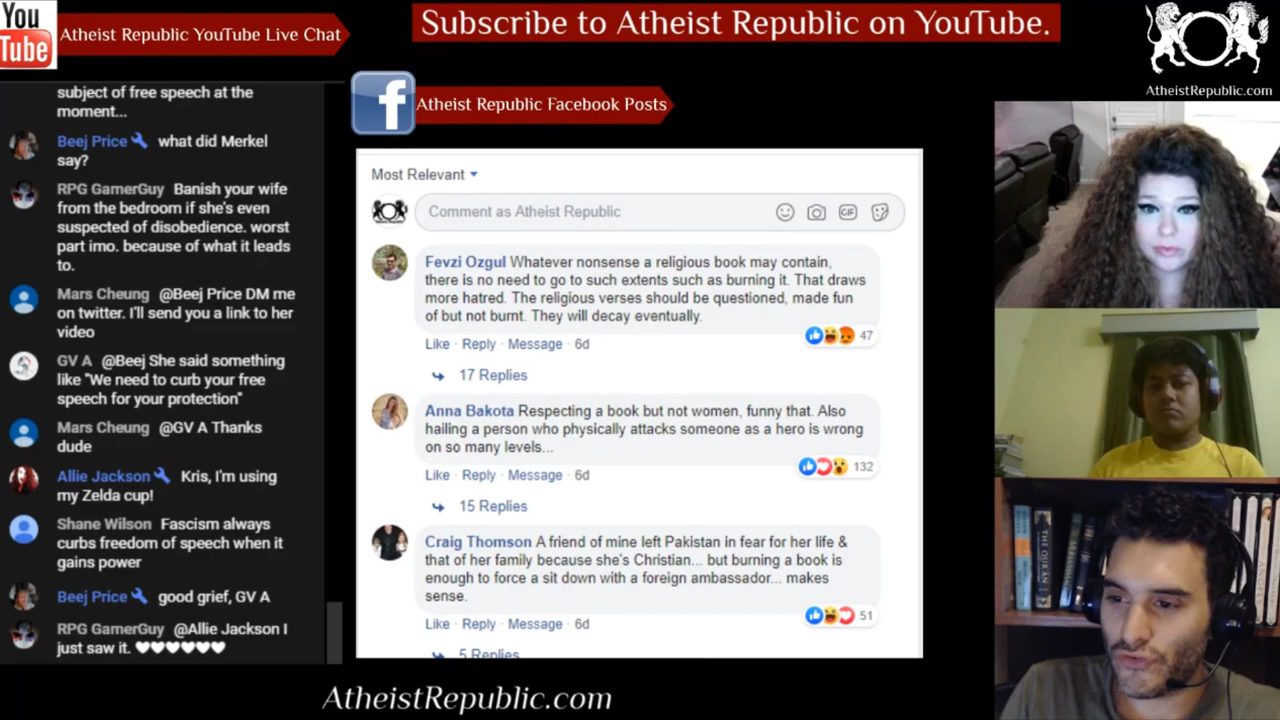 You
Tube
Atheist Republic YouTube Live Chat
Subscribe to Atheist Republic on YouTube.
AtheistRepublic.com
Atheist Republic Facebook Posts
subject of free speech at the
moment...
Beej Price what did Merkel
say?
RPG GamerGuy Banish your wife
from the bedroom if she's even
suspected of disobedience. worst
part imo. because of what it leads
to.
Mars Cheung @Beej Price DM me
on twitter. I'll send you a link to her
video
GV A @Beej She said something
like "We need to curb your free
speech for your protection"
Mars Cheung @GV A Thanks
dude
Allie Jackson Kris, I'm using
my Zelda cup!
Shane Wilson Fascism always
curbs freedom of speech when it
gains power
Beej Price good grief, GV A
RPG GamerGuy @Allie Jackson I
just saw it. ♥♥♥♥♥♥
Most Relevant
Comment as Atheist Republic
GIF
Fevzi Ozgul Whatever nonsense a religious book may contain,
there is no need to go to such extents such as burning it. That draws
more hatred. The religious verses should be questioned, made fun
of but not burnt. They will decay eventually.
47
Like · Reply · Message · 6d
17 Replies
Anna Bakota Respecting a book but not women, funny that. Also
hailing a person who physically attacks someone as a hero is wrong
on so many levels...
132
Like · Reply · Message · 6d
15 Replies
Craig Thomson A friend of mine left Pakistan in fear for her life &
that of her family because she's Christian... but burning a book is
enough to force a sit down with a foreign ambassador... makes
sense.
51
Like · Reply · Message · 6d
5 Replies
THE QURAN
AtheistRepublic.com